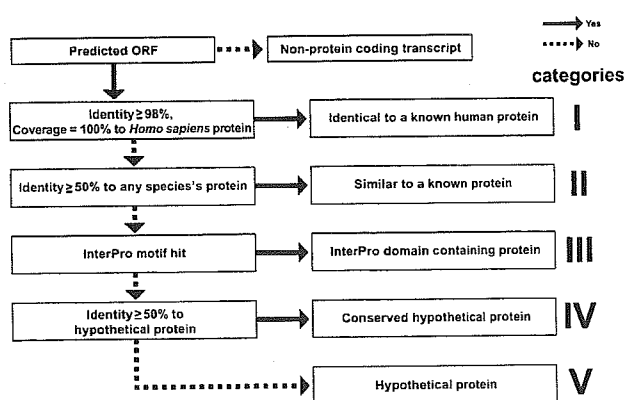 Yes
No
categories
Predicted ORF
Non-protein coding transcript
Identity≥98%,
Coverage = 100% to Homo sapiens protein
Identical to a known human protein
I
Identity≥50% to any species's protein
Similar to a known protein
II
InterPro motif hit
InterPro domain containing protein
III
Identity≥50% to
hypothetical protein
Conserved hypothetical protein
IV
Hypothetical protein
V